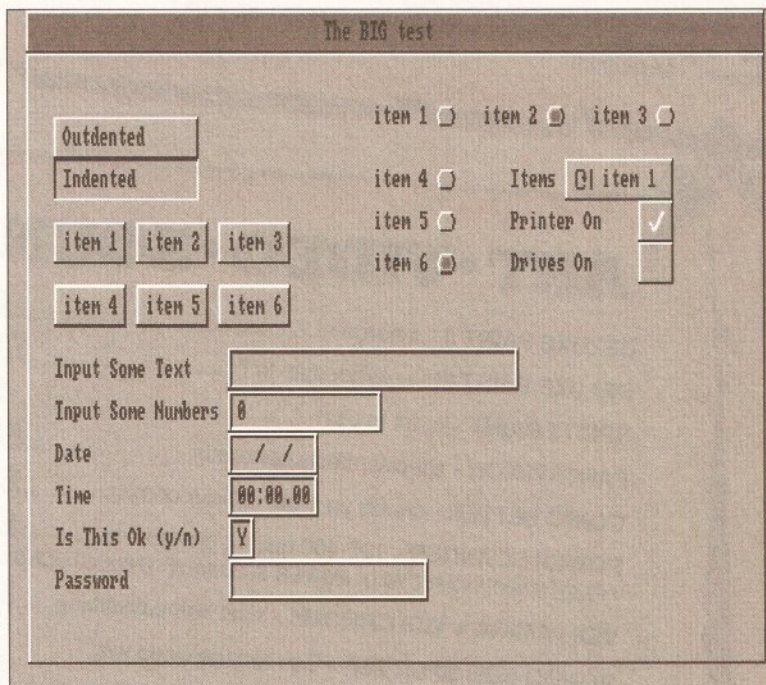 The BIG test
item 1 item 2 item 3
Outdented
Indented
item 4
item 5
item 6
Items item 1
Printer On
Drives On
item 1 item 2 item 3
item 4 item 5 item 6
Input Some Text
Input Some Numbers 0
Date / /
Time 00:00.00
Is This Ok (y/n) Y
Password